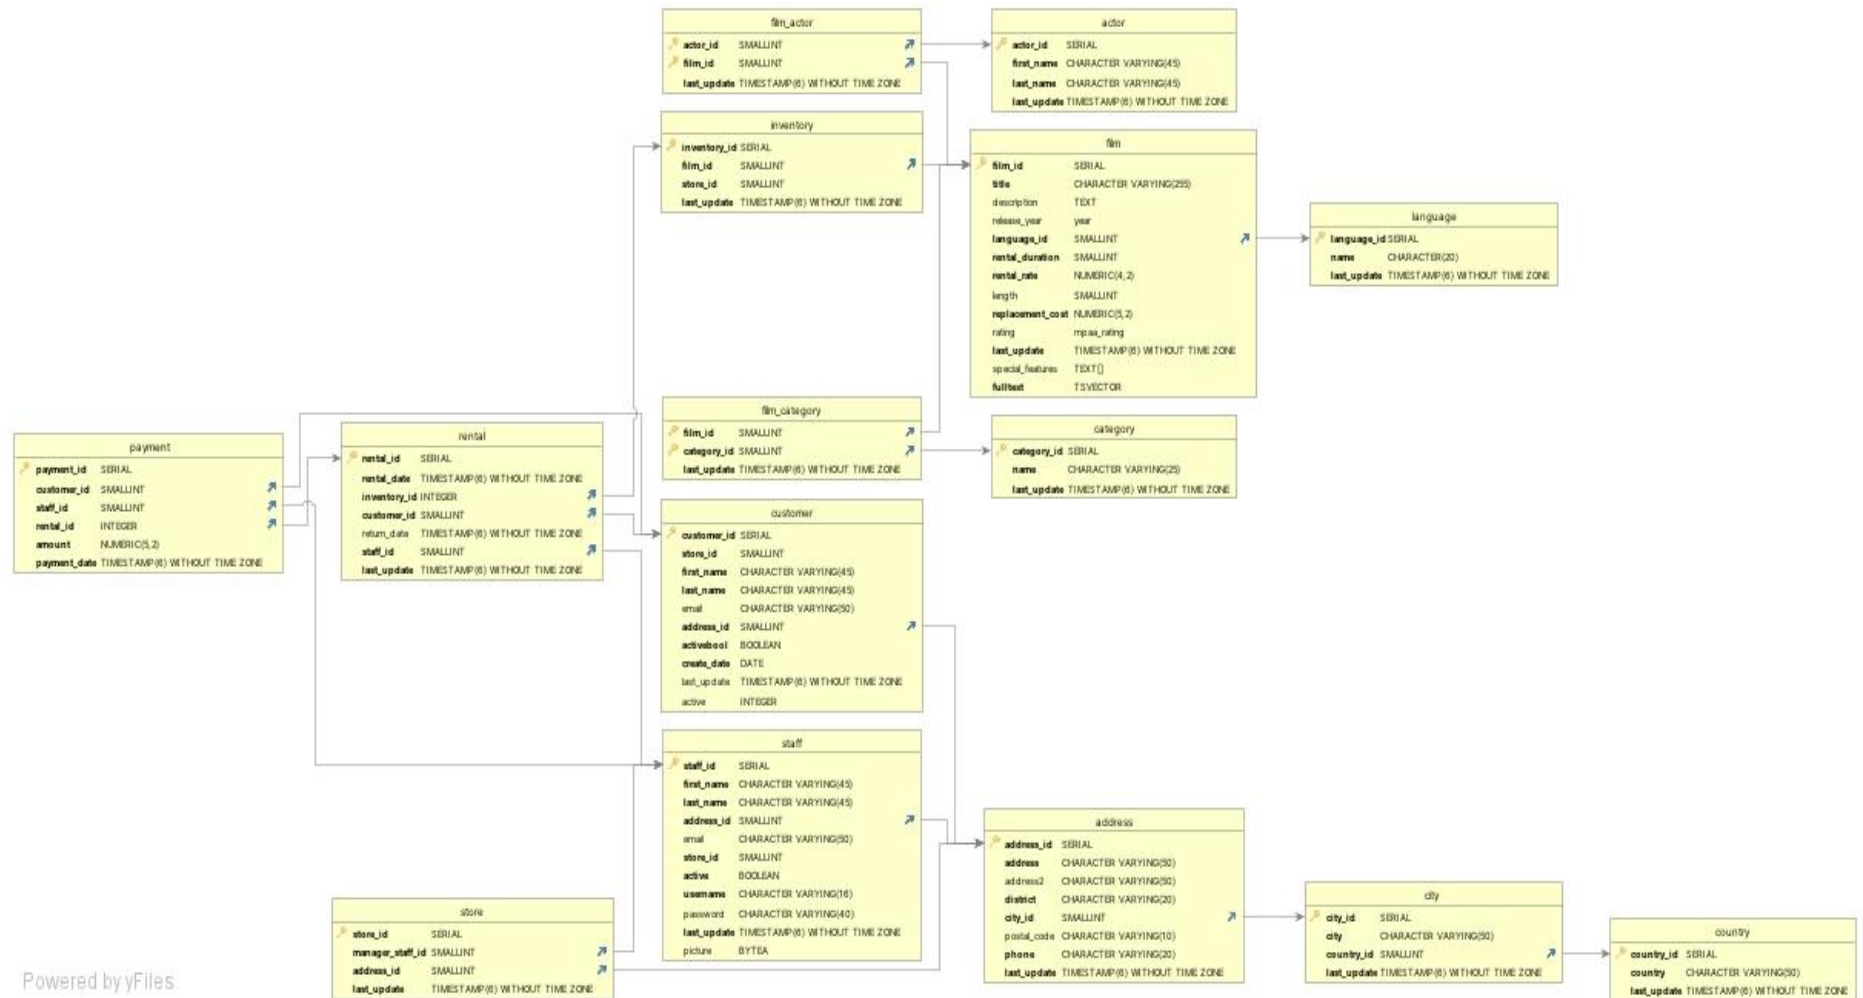 film_actor
actor_id SMALLINT
film_id SMALLINT
last_update TIMESTAMP(6) WITHOUT TIME ZONE
actor
actor_id SERIAL
first_name CHARACTER VARYING(45)
last_name CHARACTER VARYING(45)
last_update TIMESTAMP(6) WITHOUT TIME ZONE
inventory
inventory_id SERIAL
film_id SMALLINT
store_id SMALLINT
last_update TIMESTAMP(6) WITHOUT TIME ZONE
film
film_id SERIAL
title CHARACTER VARYING(255)
description TEXT
release_year year
language_id SMALLINT
rental_duration SMALLINT
rental_rate NUMERIC(4,2)
length SMALLINT
replacement_cost NUMERIC(5,2)
rating mpaa_rating
last_update TIMESTAMP(6) WITHOUT TIME ZONE
special_features TEXT[]
fulltext TSVECTOR
language
language_id SERIAL
name CHARACTER(20)
last_update TIMESTAMP(6) WITHOUT TIME ZONE
payment
payment_id SERIAL
customer_id SMALLINT
staff_id SMALLINT
rental_id INTEGER
amount NUMERIC(5,2)
payment_date TIMESTAMP(6) WITHOUT TIME ZONE
rental
rental_id SERIAL
rental_date TIMESTAMP(6) WITHOUT TIME ZONE
inventory_id INTEGER
customer_id SMALLINT
return_date TIMESTAMP(6) WITHOUT TIME ZONE
staff_id SMALLINT
last_update TIMESTAMP(6) WITHOUT TIME ZONE
film_category
film_id SMALLINT
category_id SMALLINT
last_update TIMESTAMP(6) WITHOUT TIME ZONE
category
category_id SERIAL
name CHARACTER VARYING(25)
last_update TIMESTAMP(6) WITHOUT TIME ZONE
customer
customer_id SERIAL
store_id SMALLINT
first_name CHARACTER VARYING(45)
last_name CHARACTER VARYING(45)
email CHARACTER VARYING(50)
address_id SMALLINT
activebool BOOLEAN
create_date DATE
last_update TIMESTAMP(6) WITHOUT TIME ZONE
active INTEGER
staff
staff_id SERIAL
first_name CHARACTER VARYING(45)
last_name CHARACTER VARYING(45)
address_id SMALLINT
email CHARACTER VARYING(50)
store_id SMALLINT
active BOOLEAN
username CHARACTER VARYING(16)
password CHARACTER VARYING(40)
last_update TIMESTAMP(6) WITHOUT TIME ZONE
picture BYTEA
store
store_id SERIAL
manager_staff_id SMALLINT
address_id SMALLINT
last_update TIMESTAMP(6) WITHOUT TIME ZONE
address
address_id SERIAL
address CHARACTER VARYING(50)
address2 CHARACTER VARYING(50)
district CHARACTER VARYING(20)
city_id SMALLINT
postal_code CHARACTER VARYING(10)
phone CHARACTER VARYING(20)
last_update TIMESTAMP(6) WITHOUT TIME ZONE
city
city_id SERIAL
city CHARACTER VARYING(50)
country_id SMALLINT
last_update TIMESTAMP(6) WITHOUT TIME ZONE
country
country_id SERIAL
country CHARACTER VARYING(50)
last_update TIMESTAMP(6) WITHOUT TIME ZONE
Powered by yFiles